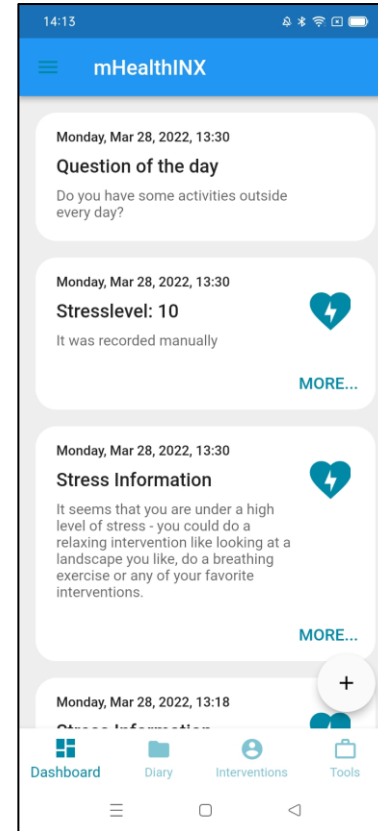 14:13
mHealthINX
Monday, Mar 28, 2022, 13:30
Question of the day
Do you have some activities outside
every day?
Monday, Mar 28, 2022, 13:30
Stresslevel: 10
It was recorded manually
MORE...
Monday, Mar 28, 2022, 13:30
Stress Information
It seems that you are under a high
level of stress - you could do a
relaxing intervention like looking at a
landscape you like, do a breathing
exercise or any of your favorite
interventions.
MORE...
+
Monday, Mar 28, 2022, 13:18
Stress Information
Dashboard Diary Interventions Tools